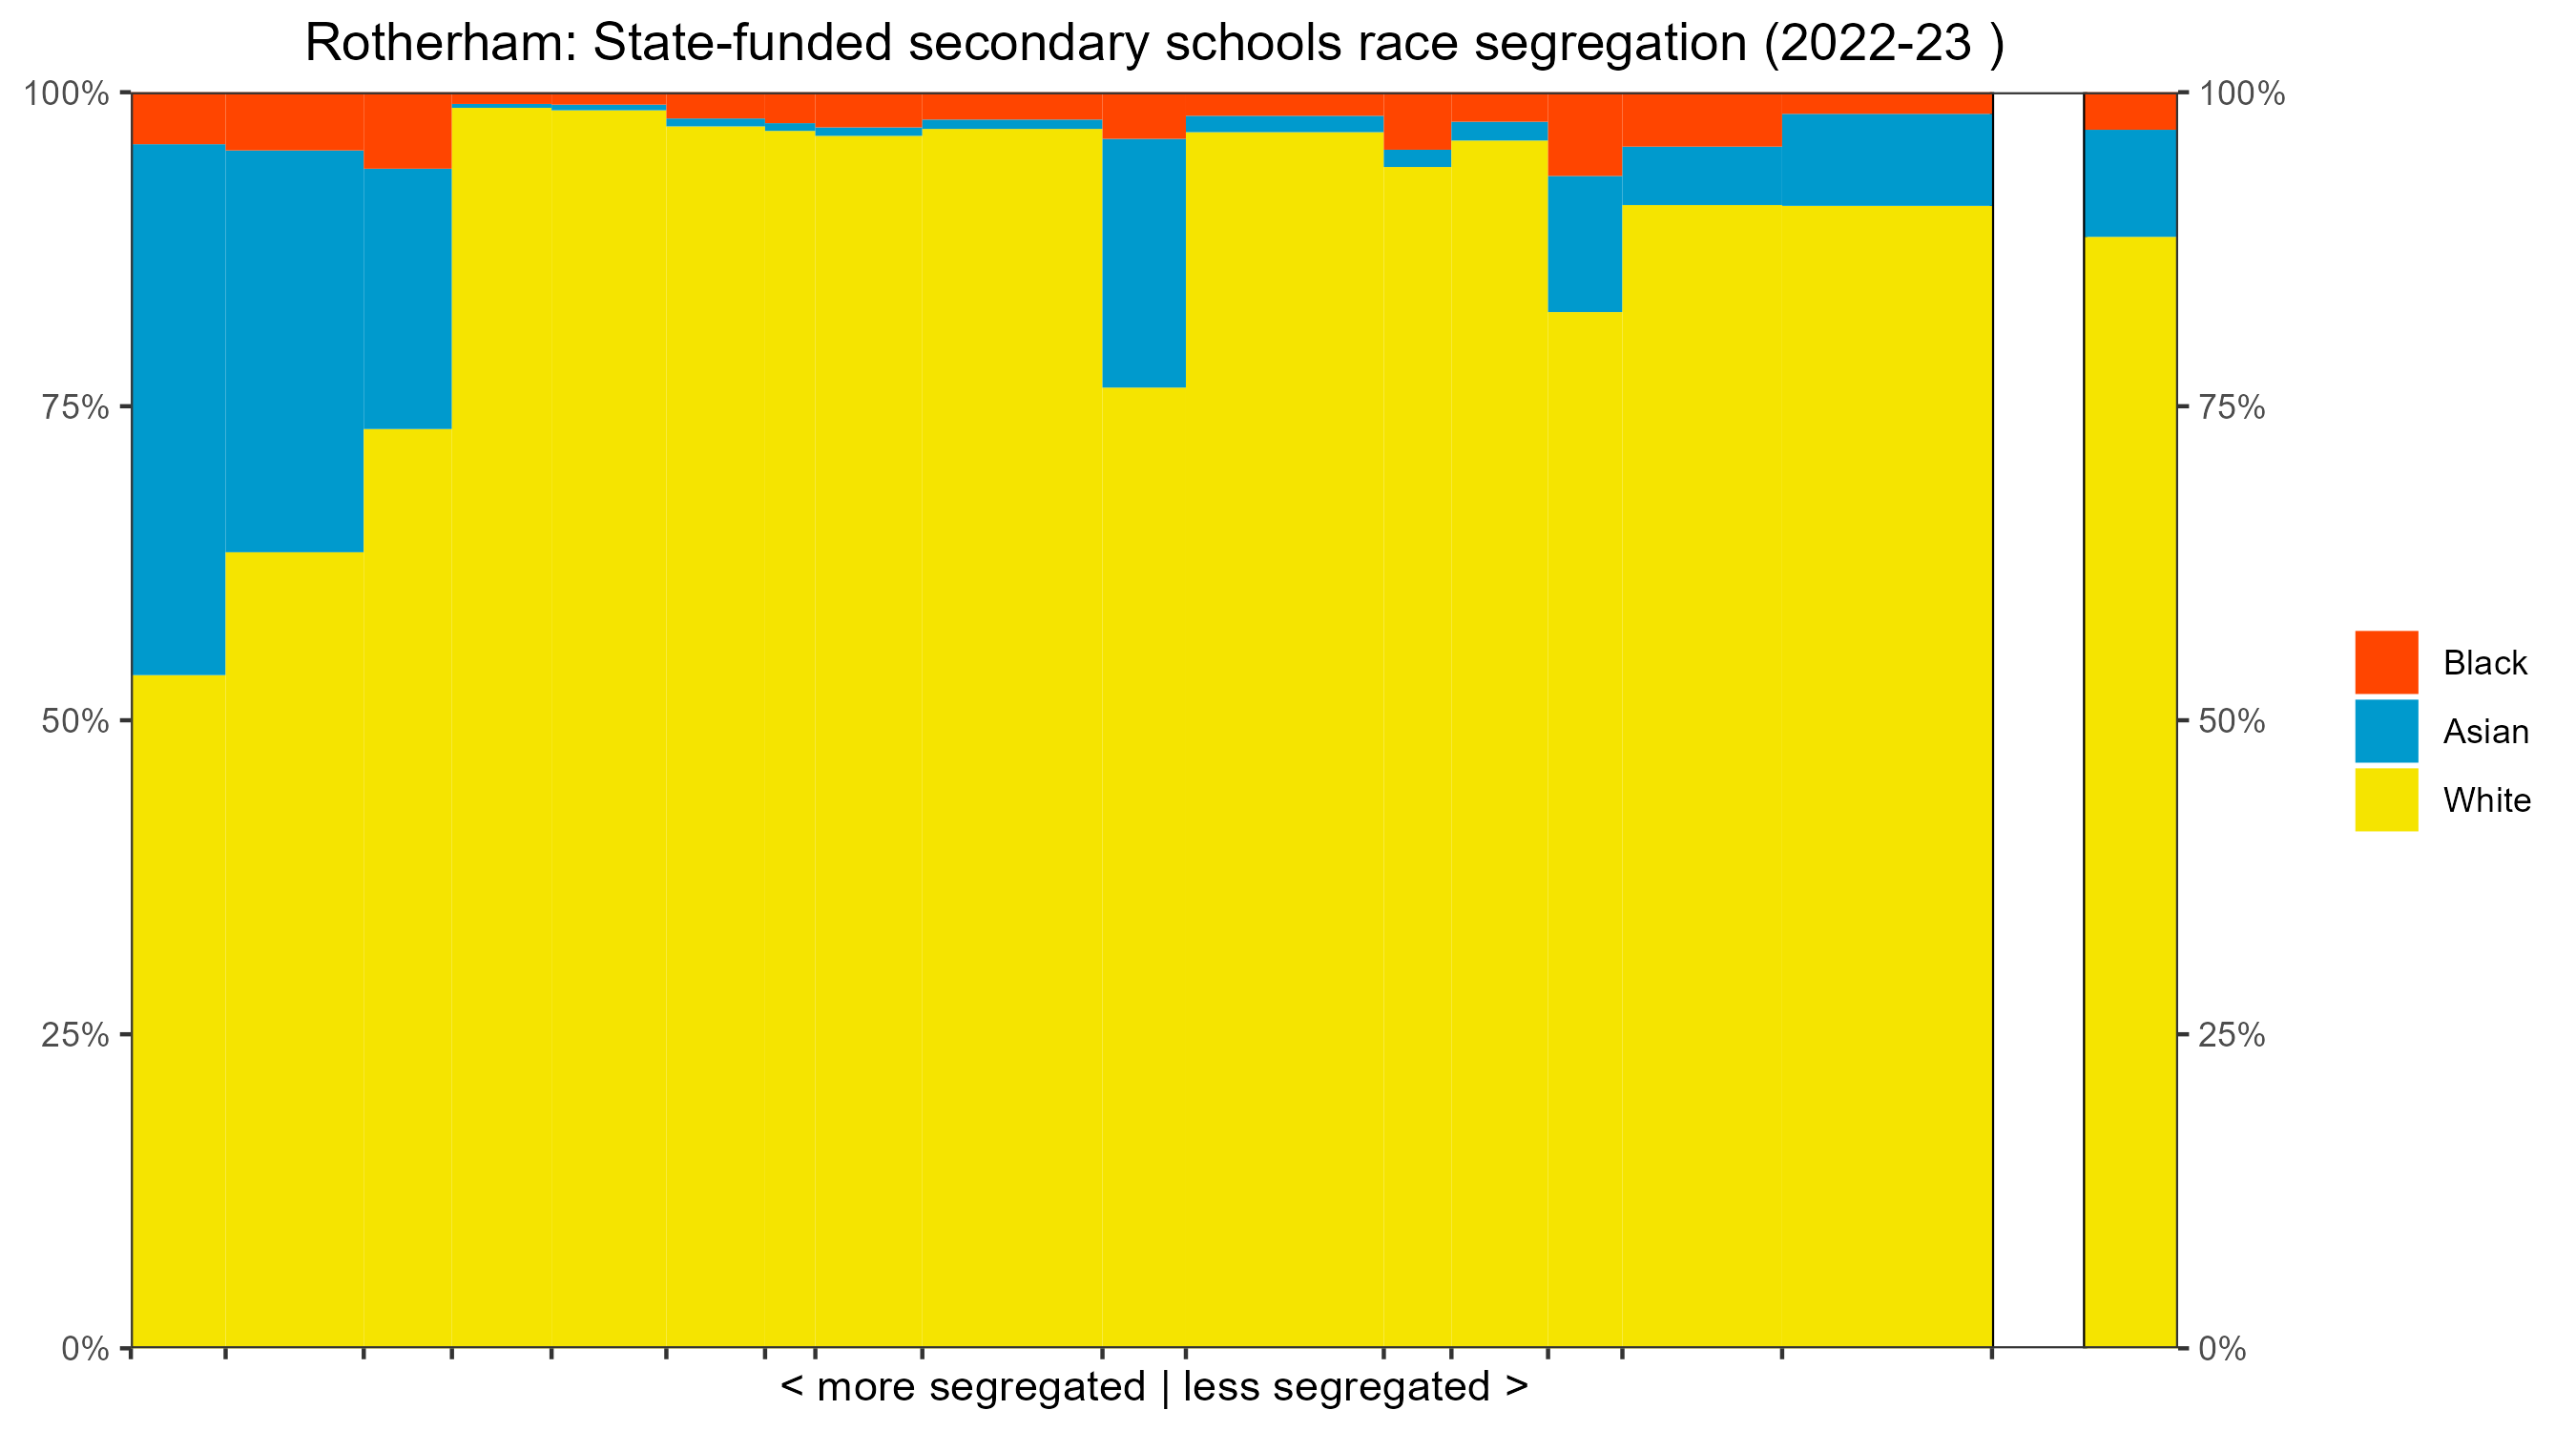 Rotherham: State-funded secondary schools race segregation (2022-23 )
100%
75%
50%
25%
0%
100%
75%
50%
25%
0%
Black
Asian
White
< more segregated | less segregated >